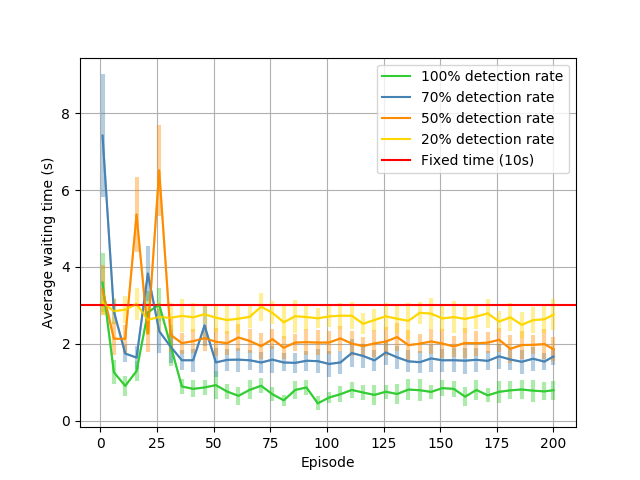 100% detection rate
70% detection rate
50% detection rate
20% detection rate
Fixed time (10s)
Average waiting time (s)
8
6
4
2
0
0 25 50 75 100 125 150 175 200
Episode